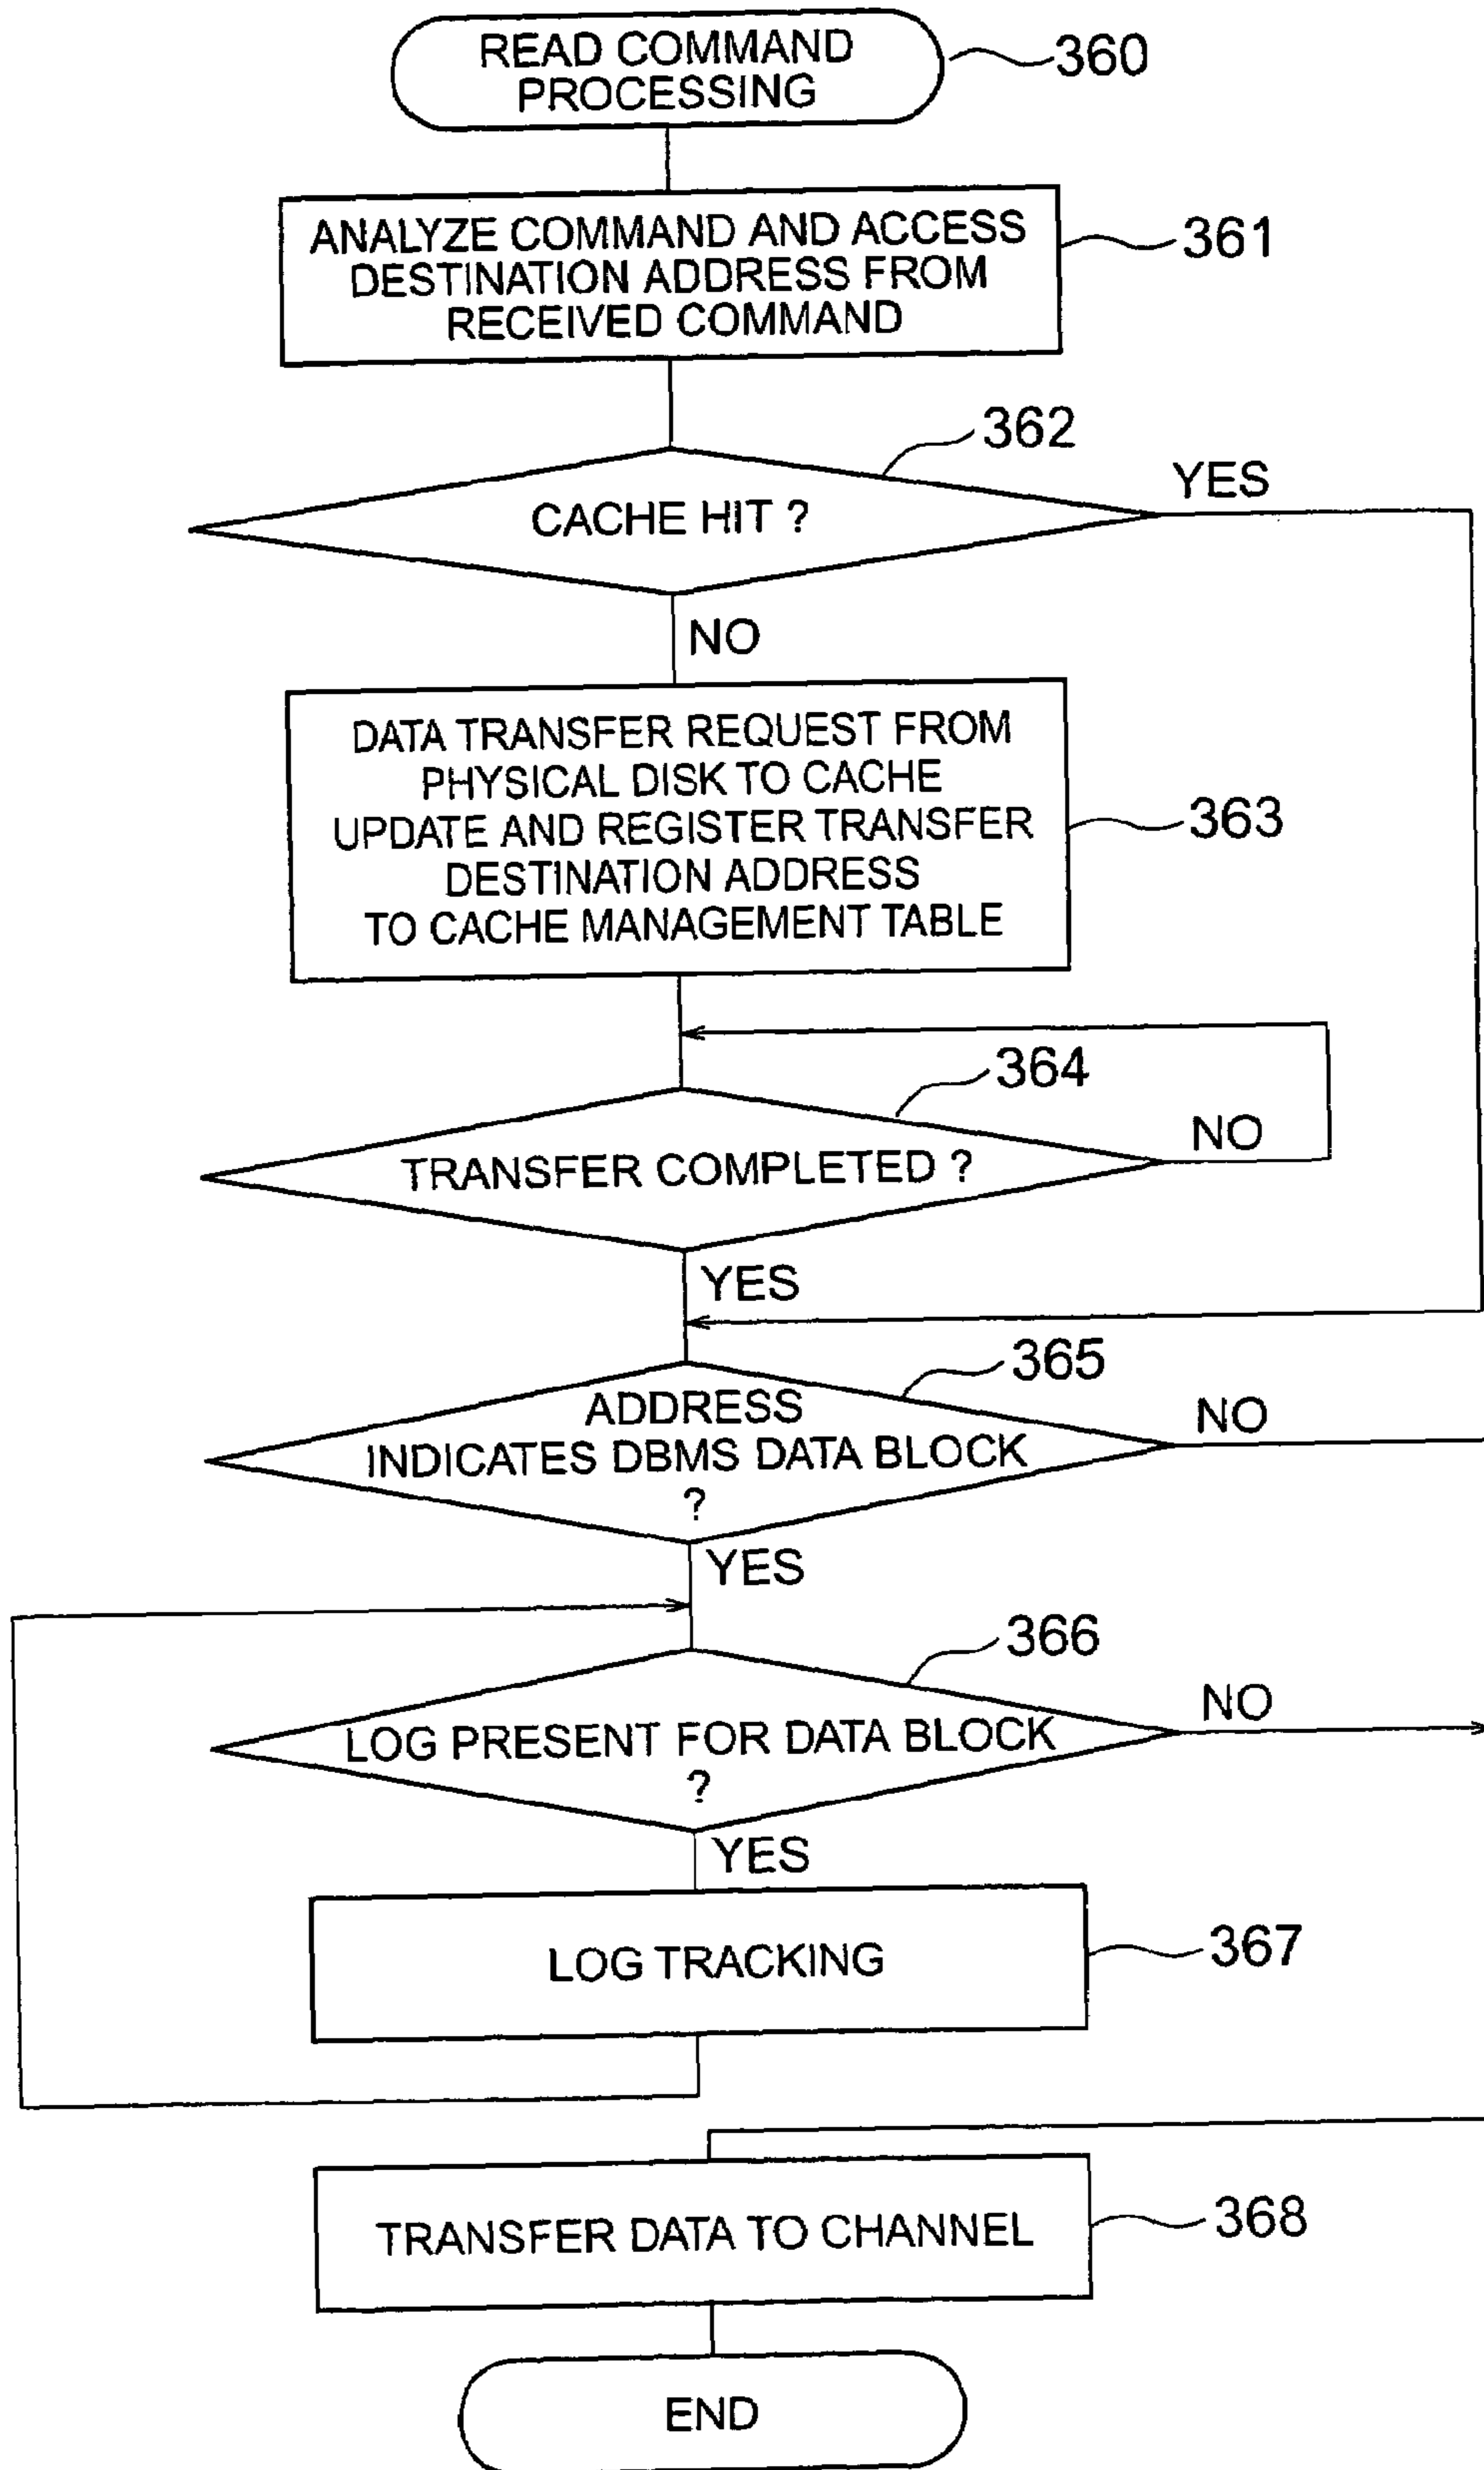 READ COMMAND
PROCESSING
360
ANALYZE COMMAND AND ACCESS
DESTINATION ADDRESS FROM
RECEIVED COMMAND
361
362
YES
CACHE HIT ?
NO
DATA TRANSFER REQUEST FROM
PHYSICAL DISK TO CACHE
UPDATE AND REGISTER TRANSFER
DESTINATION ADDRESS
TO CACHE MANAGEMENT TABLE
363
364
NO
TRANSFER COMPLETED ?
YES
365
ADDRESS
INDICATES DBMS DATA BLOCK
?
NO
YES
366
NO
LOG PRESENT FOR DATA BLOCK
?
YES
LOG TRACKING
367
TRANSFER DATA TO CHANNEL
368
END